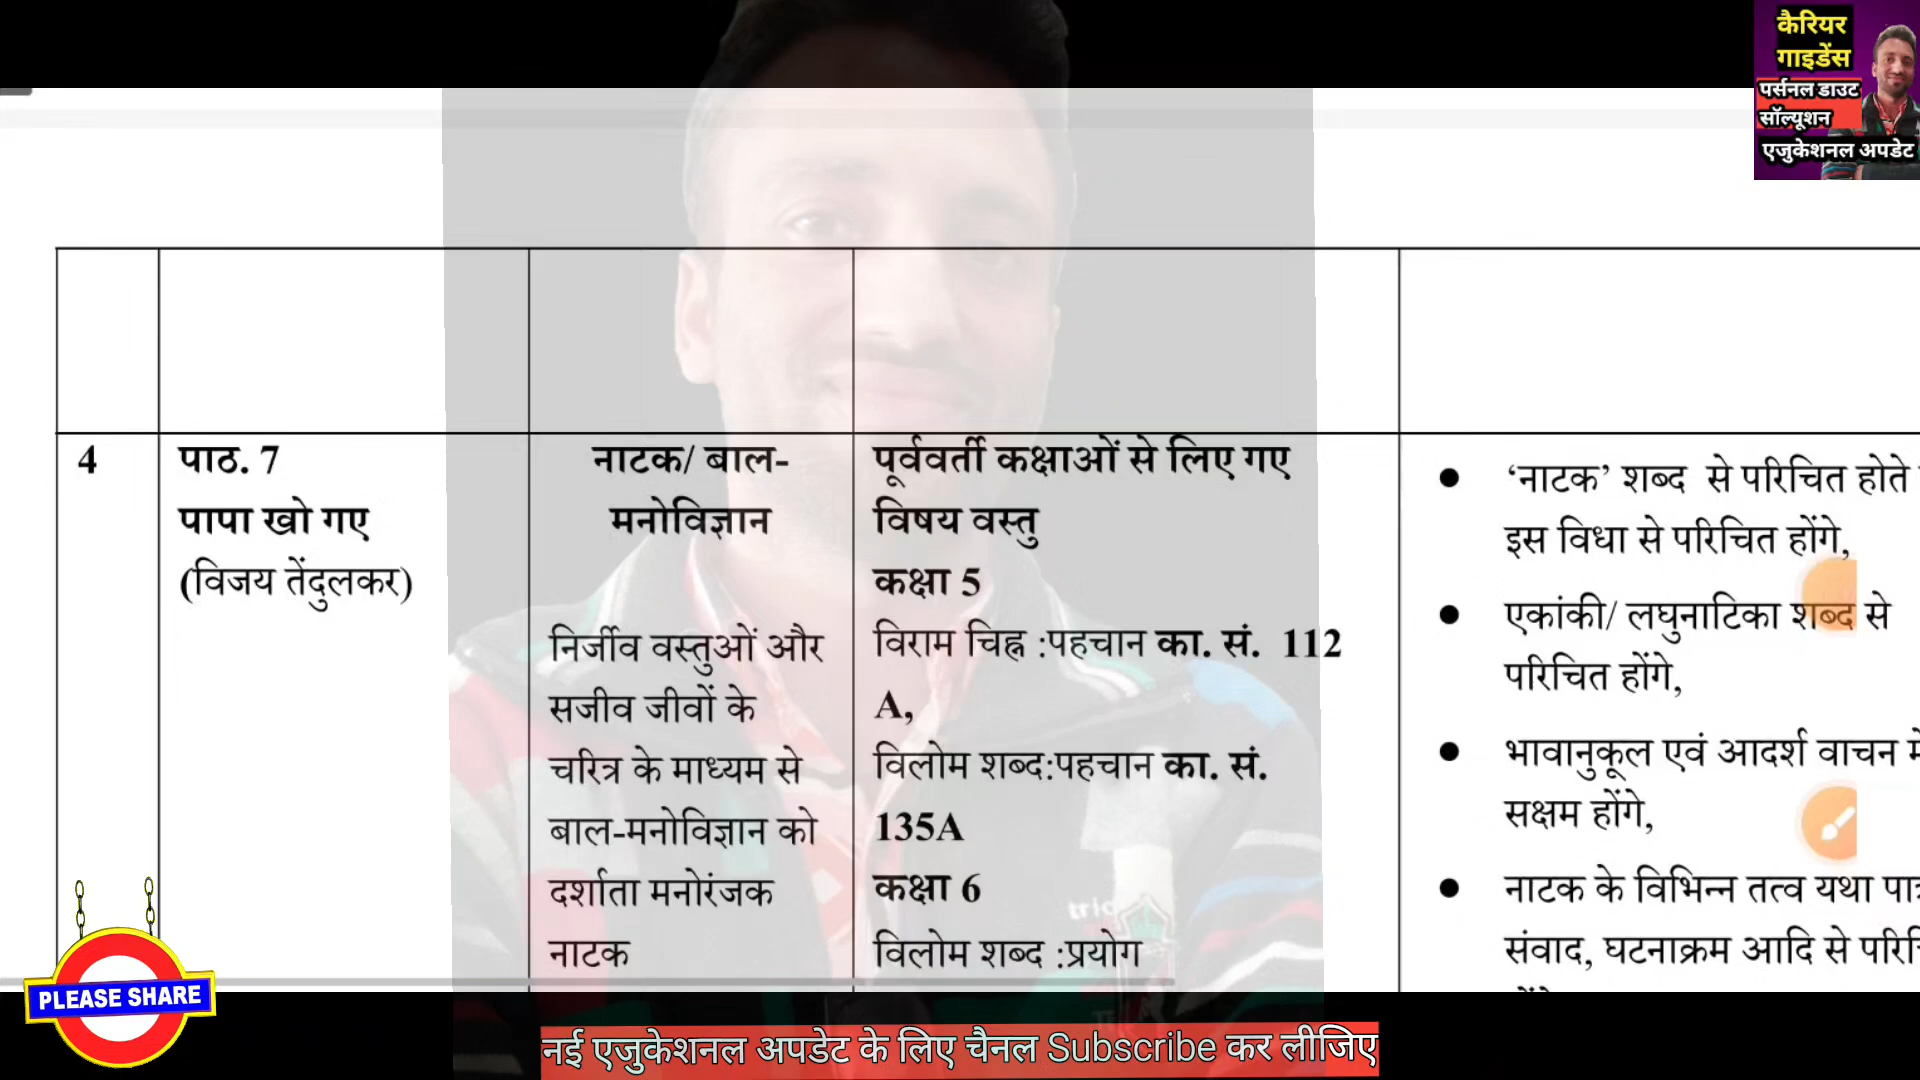 कैरियर
गाइडेंस
पर्सनल डाउट
सॉल्यूशन
एजुकेशनल अपडेट
4
पाठ. 7
पापा खो गए
(विजय तेंदुलकर)
नाटक/ बाल-
मनोविज्ञान
निर्जीव वस्तुओं और
सजीव जीवों के
चरित्र के माध्यम से
बाल-मनोविज्ञान को
दर्शाता मनोरंजक
नाटक
पूर्ववर्ती कक्षाओं से लिए गए
विषय वस्तु
कक्षा 5
विराम चिह्न :पहचान का. सं. 112
A,
विलोम शब्द:पहचान का. सं.
135A
कक्षा 6
विलोम शब्द :प्रयोग
● ‘नाटक’ शब्द से परिचित होते
इस विधा से परिचित होंगे,
● एकांकी/ लघुनाटिका शब्द से
परिचित होंगे,
● भावानुकूल एवं आदर्श वाचन
सक्षम होंगे,
● नाटक के विभिन्न तत्व यथा
संवाद, घटनाक्रम आदि से
PLEASE SHARE
नई एजुकेशनल अपडेट के लिए चैनल Subscribe कर लीजिए